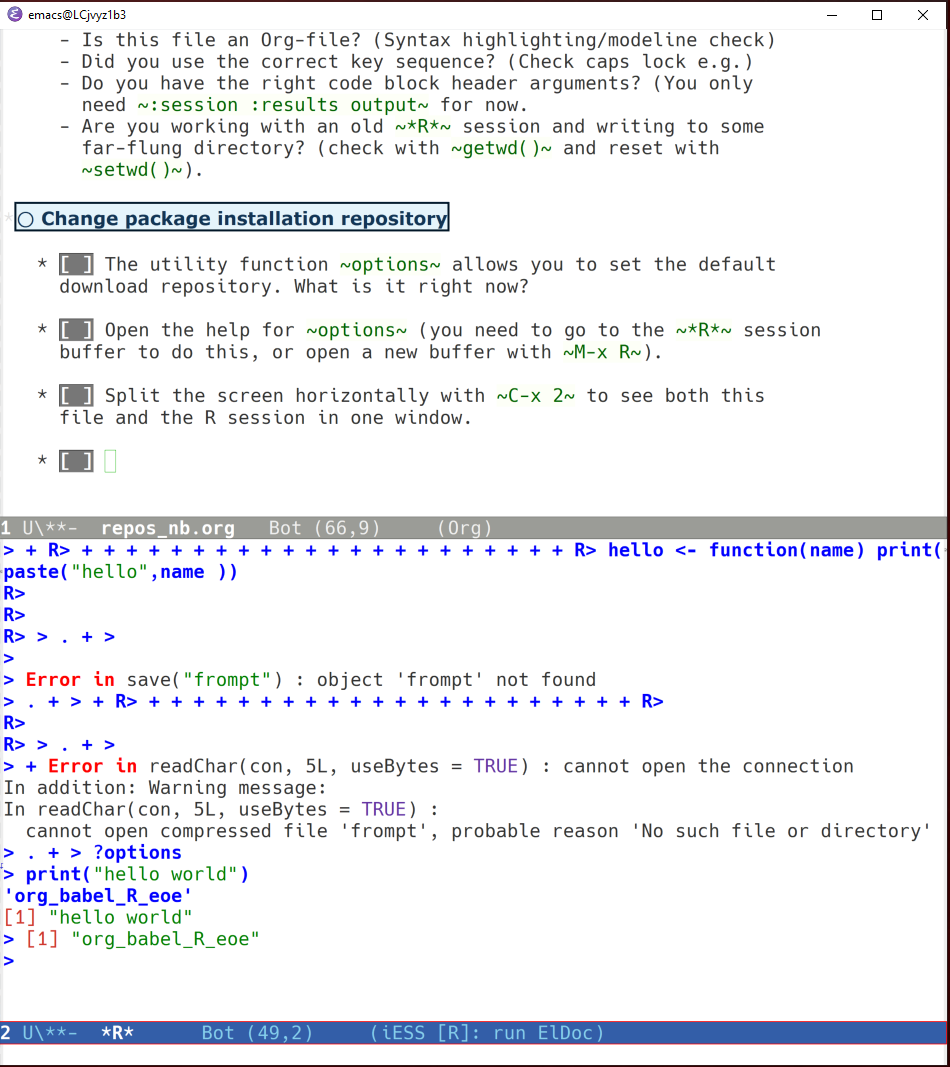 emacs@LCjvyz1b3
- Is this file an Org-file? (Syntax highlighting/modeline check)
- Did you use the correct key sequence? (Check caps lock e.g.)
- Do you have the right code block header arguments? (You only
need ~:session :results output~ for now.
- Are you working with an old ~*R*~ session and writing to some
far-flung directory? (check with ~getwd()~ and reset with
~setwd()~).
*○ Change package installation repository
* [ ] The utility function ~options~ allows you to set the default
download repository. What is it right now?
* [ ] Open the help for ~options~ (you need to go to the ~*R*~ session
buffer to do this, or open a new buffer with ~M-x R~).
* [ ] Split the screen horizontally with ~C-x 2~ to see both this
file and the R session in one window.
* [ ]
1 U\**-  repos_nb.org   Bot (66,9)     (Org)
> + R> + + + + + + + + + + + + + + + + + + + + + + R> hello <- function(name) print(
paste("hello",name ))
R>
R>
R> > . + >
>
> Error in save("frompt") : object 'frompt' not found
> . + > + R> + + + + + + + + + + + + + + + + + + + + + + R>
R>
R> > . + >
> + Error in readChar(con, 5L, useBytes = TRUE) : cannot open the connection
In addition: Warning message:
In readChar(con, 5L, useBytes = TRUE) :
cannot open compressed file 'frompt', probable reason 'No such file or directory'
> . + > ?options
> print("hello world")
'org_babel_R_eoe'
[1] "hello world"
> [1] "org_babel_R_eoe"
>
2 U\**-  *R*      Bot (49,2)     (iESS [R]: run ElDoc)